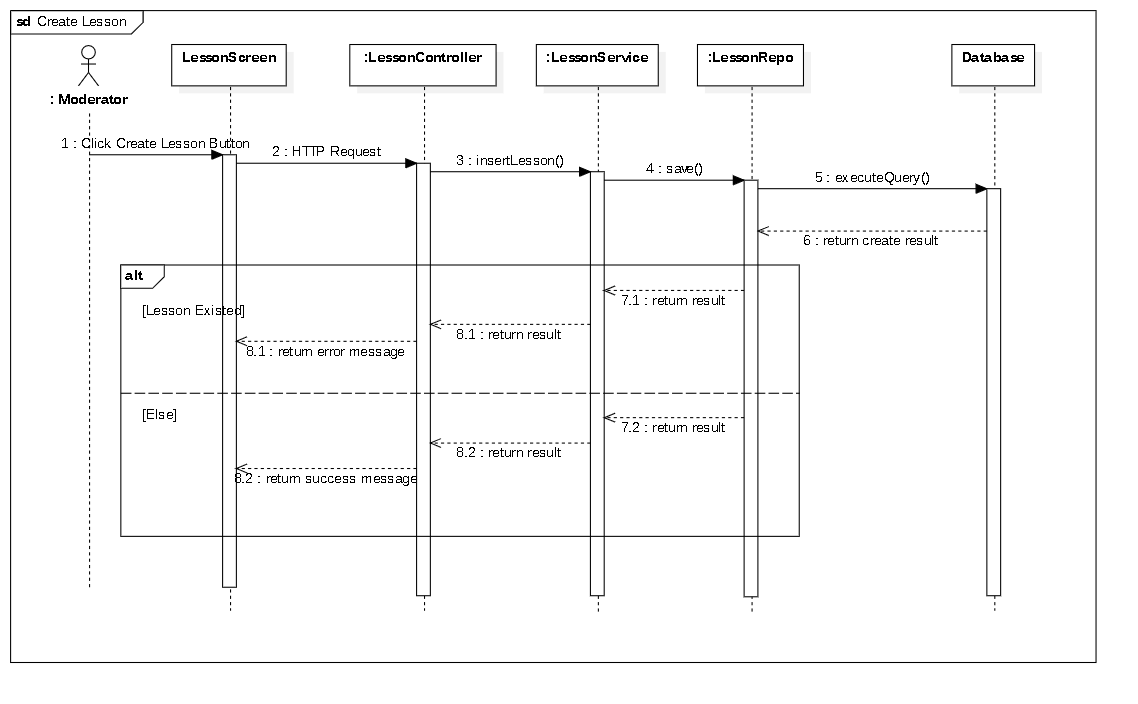 sd Create Lesson
: Moderator
LessonScreen
:LessonController
:LessonService
:LessonRepo
Database
1 : Click Create Lesson Button
2 : HTTP Request
3 : insertLesson()
4 : save()
5 : executeQuery()
6 : return create result
alt
[Lesson Existed]
7.1 : return result
8.1 : return result
8.1 : return error message
[Else]
7.2 : return result
8.2 : return result
8.2 : return success message